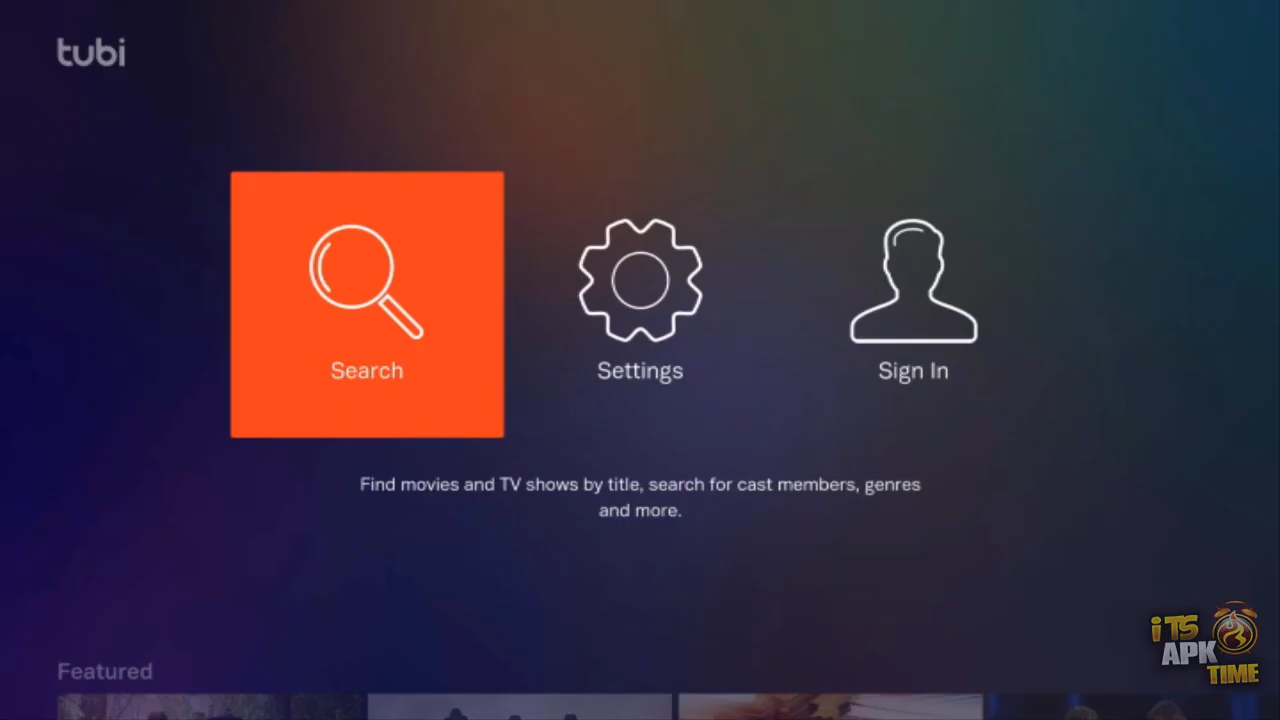 tubi
Search
Settings
Sign In
Find movies and TV shows by title, search for cast members, genres
and more.
Featured
iTS
APK
TIME